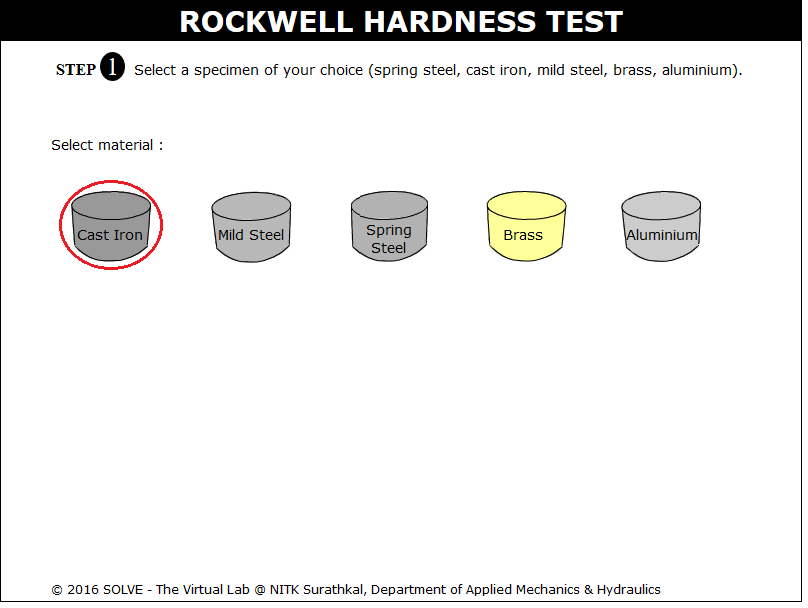 ROCKWELL HARDNESS TEST
STEP 1 Select a specimen of your choice (spring steel, cast iron, mild steel, brass, aluminium).
Select material :
Cast Iron
Mild Steel
Spring
Steel
Brass
Aluminium
© 2016 SOLVE - The Virtual Lab @ NITK Surathkal, Department of Applied Mechanics & Hydraulics